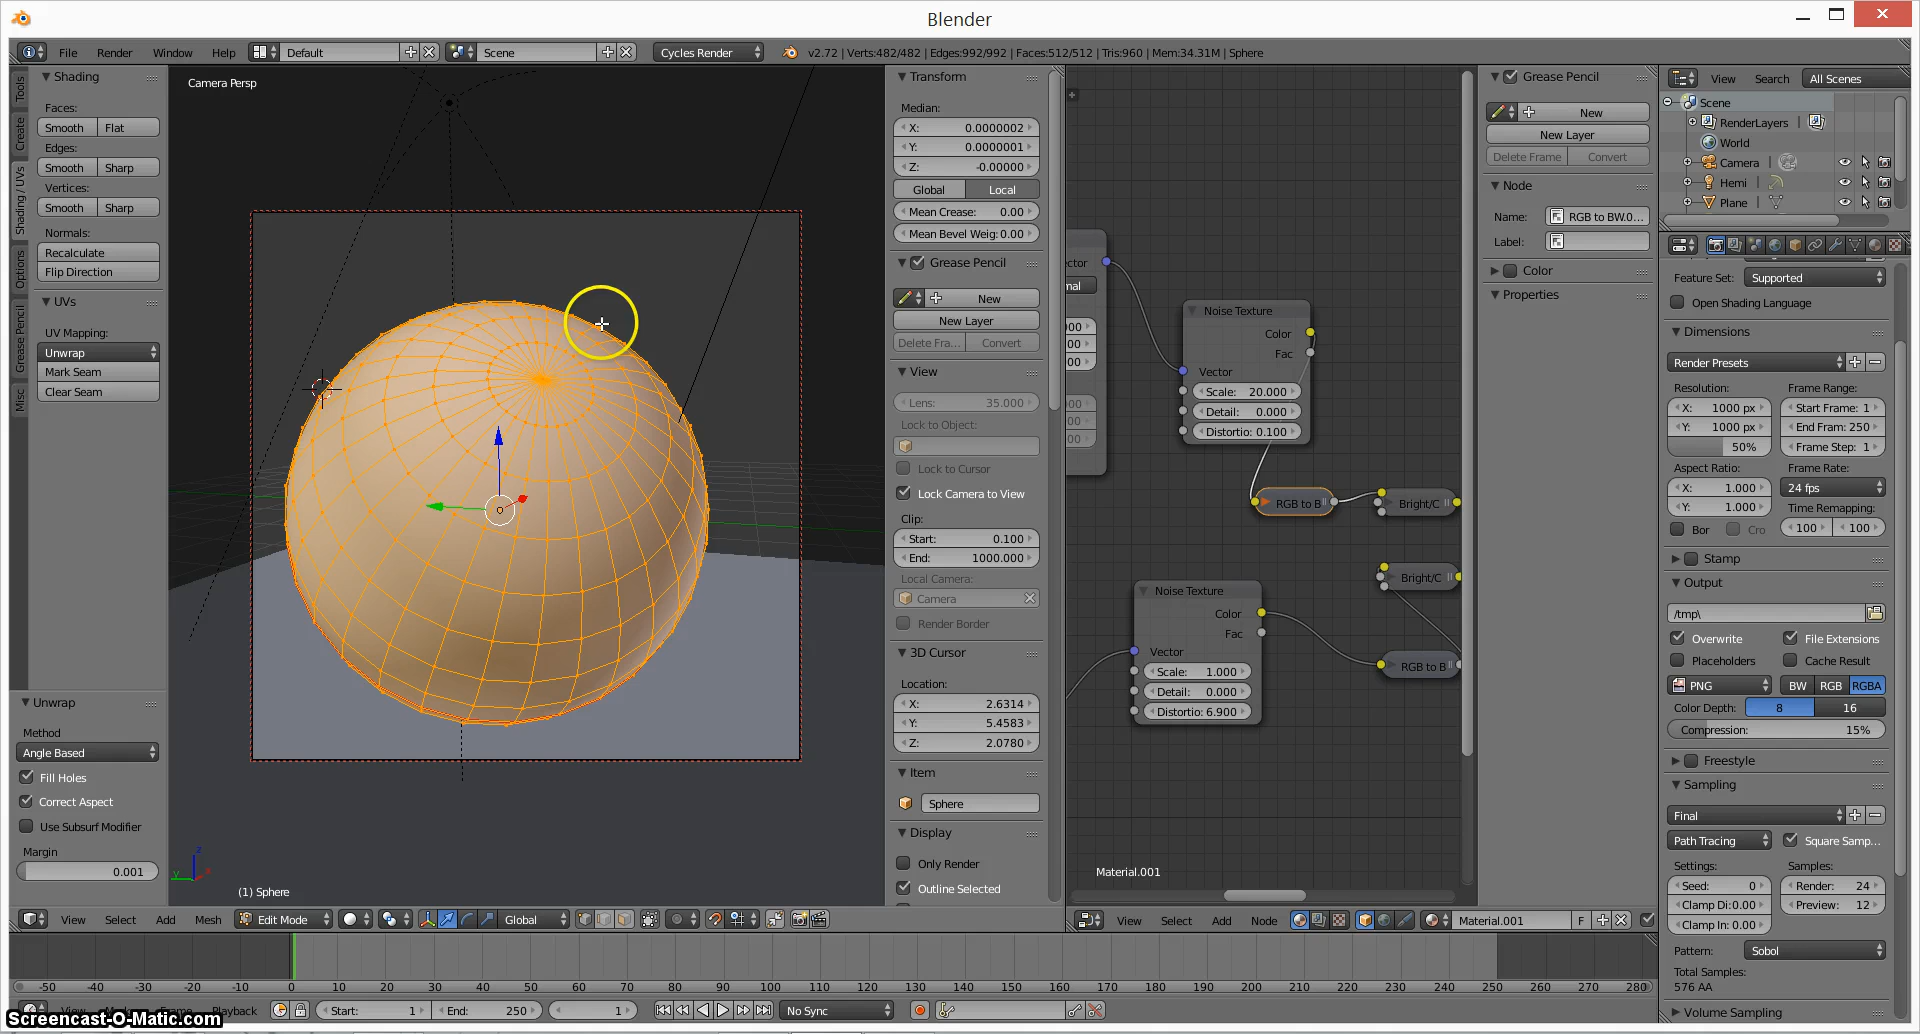 Blender
File Render Window Help Default Scene Cycles Render v2.72 | Verts:482/482 | Edges:992/992 | Faces:512/512 | Tris:960 | Mem:34.31M | Sphere
Tools
Create
Shading / UVs
Options
Grease Pencil
Misc
Shading
Faces:
Smooth Flat
Edges:
Smooth Sharp
Vertices:
Smooth Sharp
Normals:
Recalculate
Flip Direction
UVs
UV Mapping:
Unwrap
Mark Seam
Clear Seam
Unwrap
Method
Angle Based
Fill Holes
Correct Aspect
Use Subsurf Modifier
Margin
0.001
Camera Persp
z
y
(1) Sphere
View Select Add Mesh Edit Mode Global
Transform
Median:
X: 0.0000002
Y: 0.0000001
Z: -0.00000
Global Local
Mean Crease: 0.00
Mean Bevel Weig: 0.00
Grease Pencil
New
New Layer
Delete Fra... Convert
View
Lens: 35.000
Lock to Object:
Lock to Cursor
Lock Camera to View
Clip:
Start: 0.100
End: 1000.000
Local Camera:
Camera
Render Border
3D Cursor
Location:
X: 2.6314
Y: 5.4583
Z: 2.0780
Item
Sphere
Display
Only Render
Outline Selected
Noise Texture
Color
Fac
Vector
Scale: 20.000
Detail: 0.000
Distortio: 0.100
RGB to B
Bright/C
Bright/C
RGB to B
Noise Texture
Color
Fac
Vector
Scale: 1.000
Detail: 0.000
Distortio: 6.900
Material.001
View Select Add Node Material.001 F
Grease Pencil
New
New Layer
Delete Frame Convert
Node
Name: RGB to BW.0...
Label:
Color
Properties
View Search All Scenes
Scene
RenderLayers
World
Camera
Hemi
Plane
Feature Set: Supported
Open Shading Language
Dimensions
Render Presets
Resolution: Frame Range:
X: 1000 px Start Frame: 1
Y: 1000 px End Fram: 250
50% Frame Step: 1
Aspect Ratio: Frame Rate:
X: 1.000 24 fps
Y: 1.000 Time Remapping:
Bor Cro 100 100
Stamp
Output
/tmp\
Overwrite File Extensions
Placeholders Cache Result
PNG BW RGB RGBA
Color Depth: 8 16
Compression: 15%
Freestyle
Sampling
Final
Path Tracing Square Samp...
Settings: Samples:
Seed: 0 Render: 24
Clamp Di: 0.00 Preview: 12
Clamp In: 0.00
Pattern: Sobol
Total Samples:
576 AA
Volume Sampling
-50 -40 -30 -20 -10 0 10 20 30 40 50 60 70 80 90 100 110 120 130 140 150 160 170 180 190 200 210 220 230 240 250 260 270 280
Playback Start: 1 End: 250 1 No Sync
Screencast-O-Matic.com